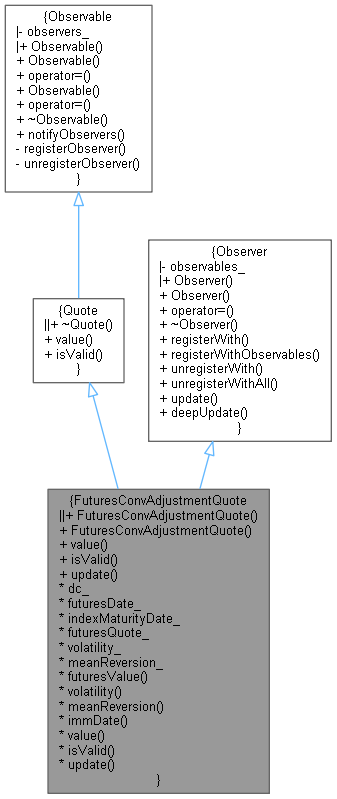 {Observable
|- observers_
|+ Observable()
+ Observable()
+ operator=()
+ Observable()
+ operator=()
+ ~Observable()
+ notifyObservers()
- registerObserver()
- unregisterObserver()
}
{Observer
|- observables_
|+ Observer()
+ Observer()
+ operator=()
+ ~Observer()
+ registerWith()
+ registerWithObservables()
+ unregisterWith()
+ unregisterWithAll()
+ update()
+ deepUpdate()
}
{Quote
||+ ~Quote()
+ value()
+ isValid()
}
{FuturesConvAdjustmentQuote
||+ FuturesConvAdjustmentQuote()
+ FuturesConvAdjustmentQuote()
+ value()
+ isValid()
+ update()
* dc_
* futuresDate_
* indexMaturityDate_
* futuresQuote_
* volatility_
* meanReversion_
* futuresValue()
* volatility()
* meanReversion()
* immDate()
* value()
* isValid()
* update()
}